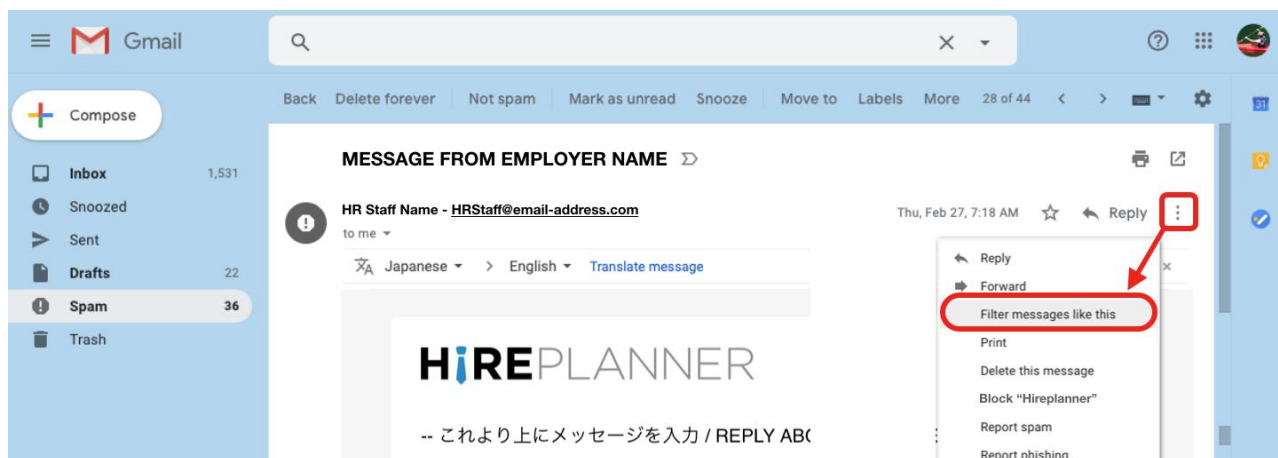 Gmail
Back Delete forever Not spam Mark as unread Snooze Move to Labels More 28 of 44
31
Compose
Inbox 1,531
Snoozed
Sent
Drafts 22
Spam 36
Trash
MESSAGE FROM EMPLOYER NAME
HR Staff Name - HRStaff@email-address.com
Thu, Feb 27, 7:18 AM Reply
to me
Japanese > English Translate message
Reply
Forward
Filter messages like this
Print
Delete this message
Block “Hireplanner”
Report spam
Report phishing
HiREPLANNER
-- これより上にメッセージを入力 / REPLY ABO